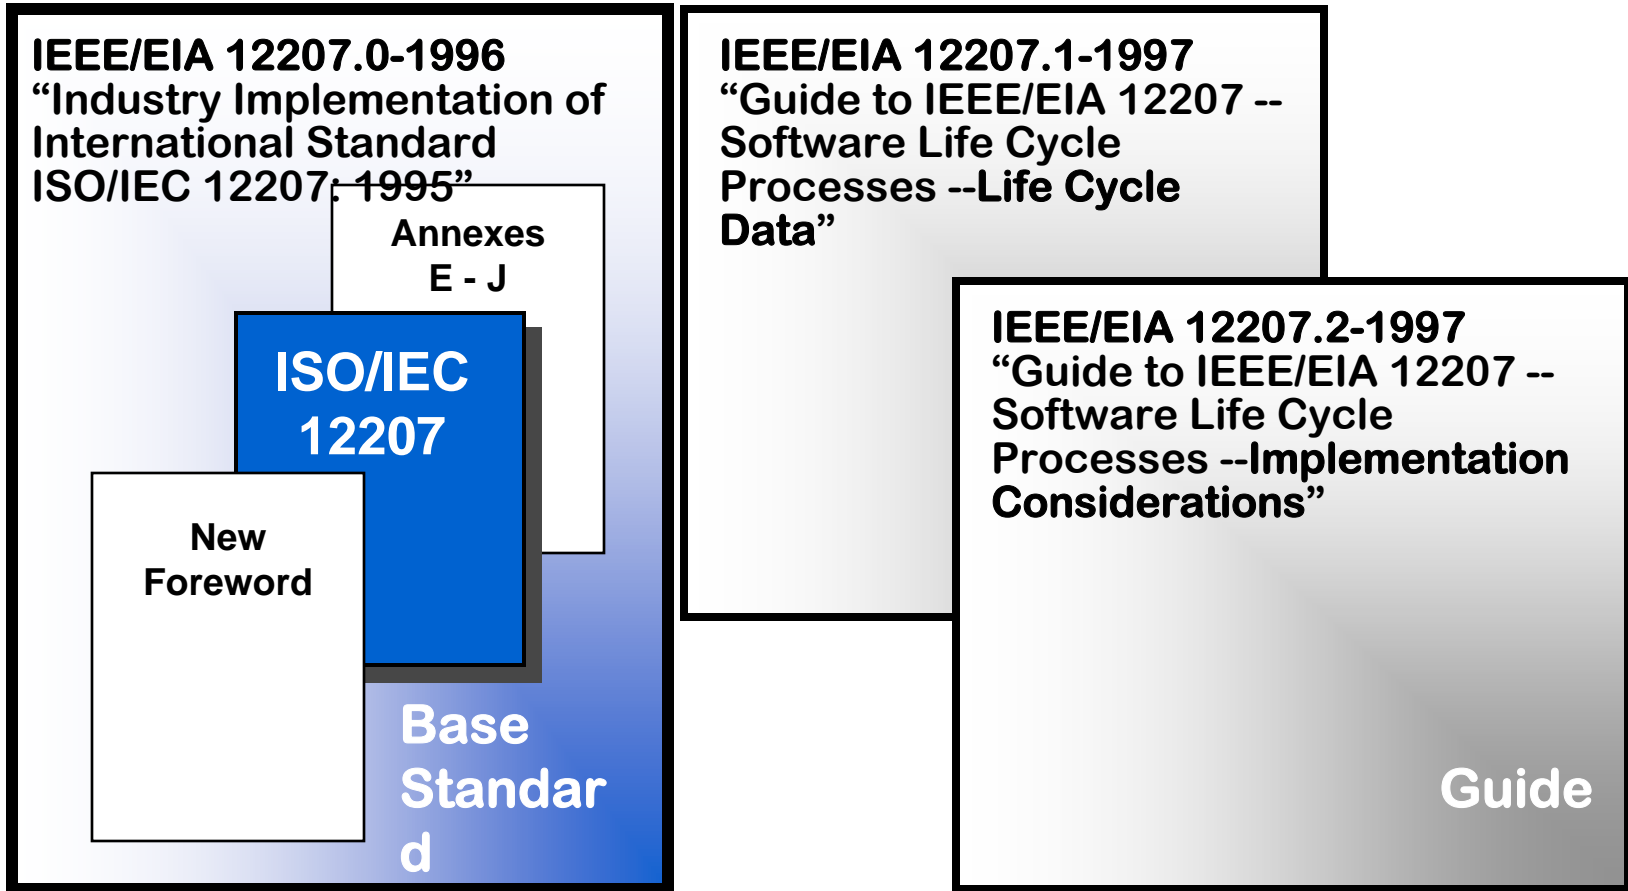 IEEE/EIA 12207.0-1996
“Industry Implementation of
International Standard
ISO/IEC 12207: 1995”
Annexes
E - J
ISO/IEC
12207
New
Foreword
Base
Standar
d
IEEE/EIA 12207.1-1997
“Guide to IEEE/EIA 12207 --
Software Life Cycle
Processes --Life Cycle
Data”
IEEE/EIA 12207.2-1997
“Guide to IEEE/EIA 12207 --
Software Life Cycle
Processes --Implementation
Considerations”
Guide